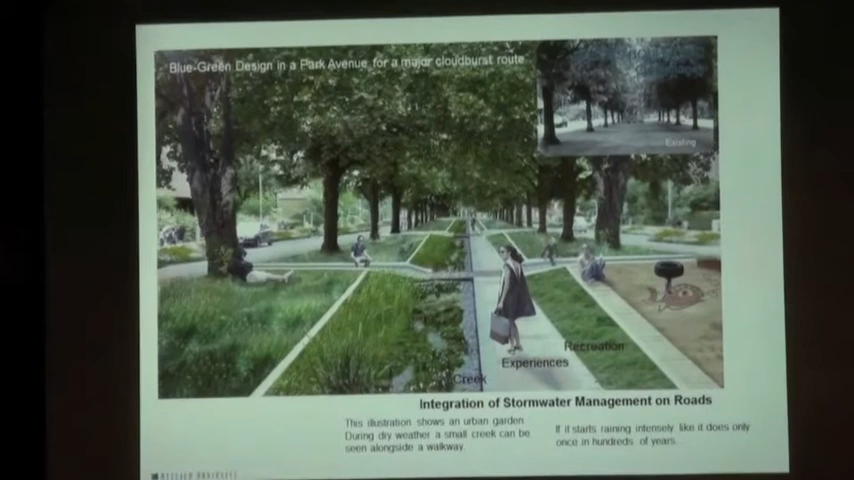 Blue-Green Design in a Park Avenue for a major cloudburst route
Existing
Recreation
Experiences
Creek
Integration of Stormwater Management on Roads
This illustration shows an urban garden.
During dry weather a small creek can be
seen alongside a walkway.
If it starts raining intensely like it does only
once in hundreds of years.